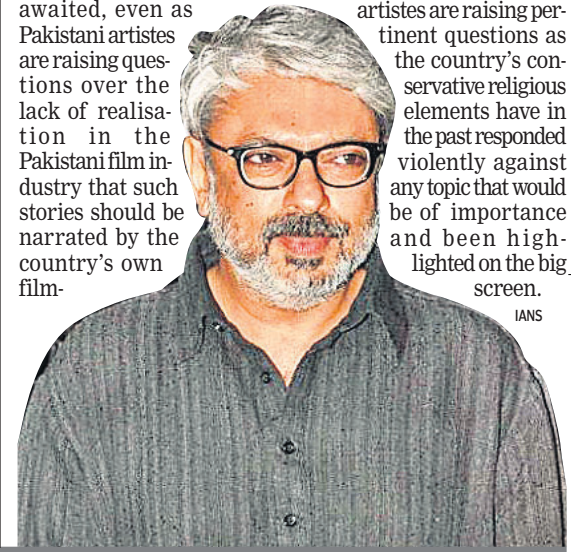 awaited, even as
Pakistani artistes
are raising ques-
tions over the
lack of realisa-
tion in the
Pakistani film in-
dustry that such
stories should be
narrated by the
country's own
film-
artistes are raising per-
tinent questions as
the country's con-
servative religious
elements have in
the past responded
violently against
any topic that would
be of importance
and been high-
lighted on the big
screen.
IANS